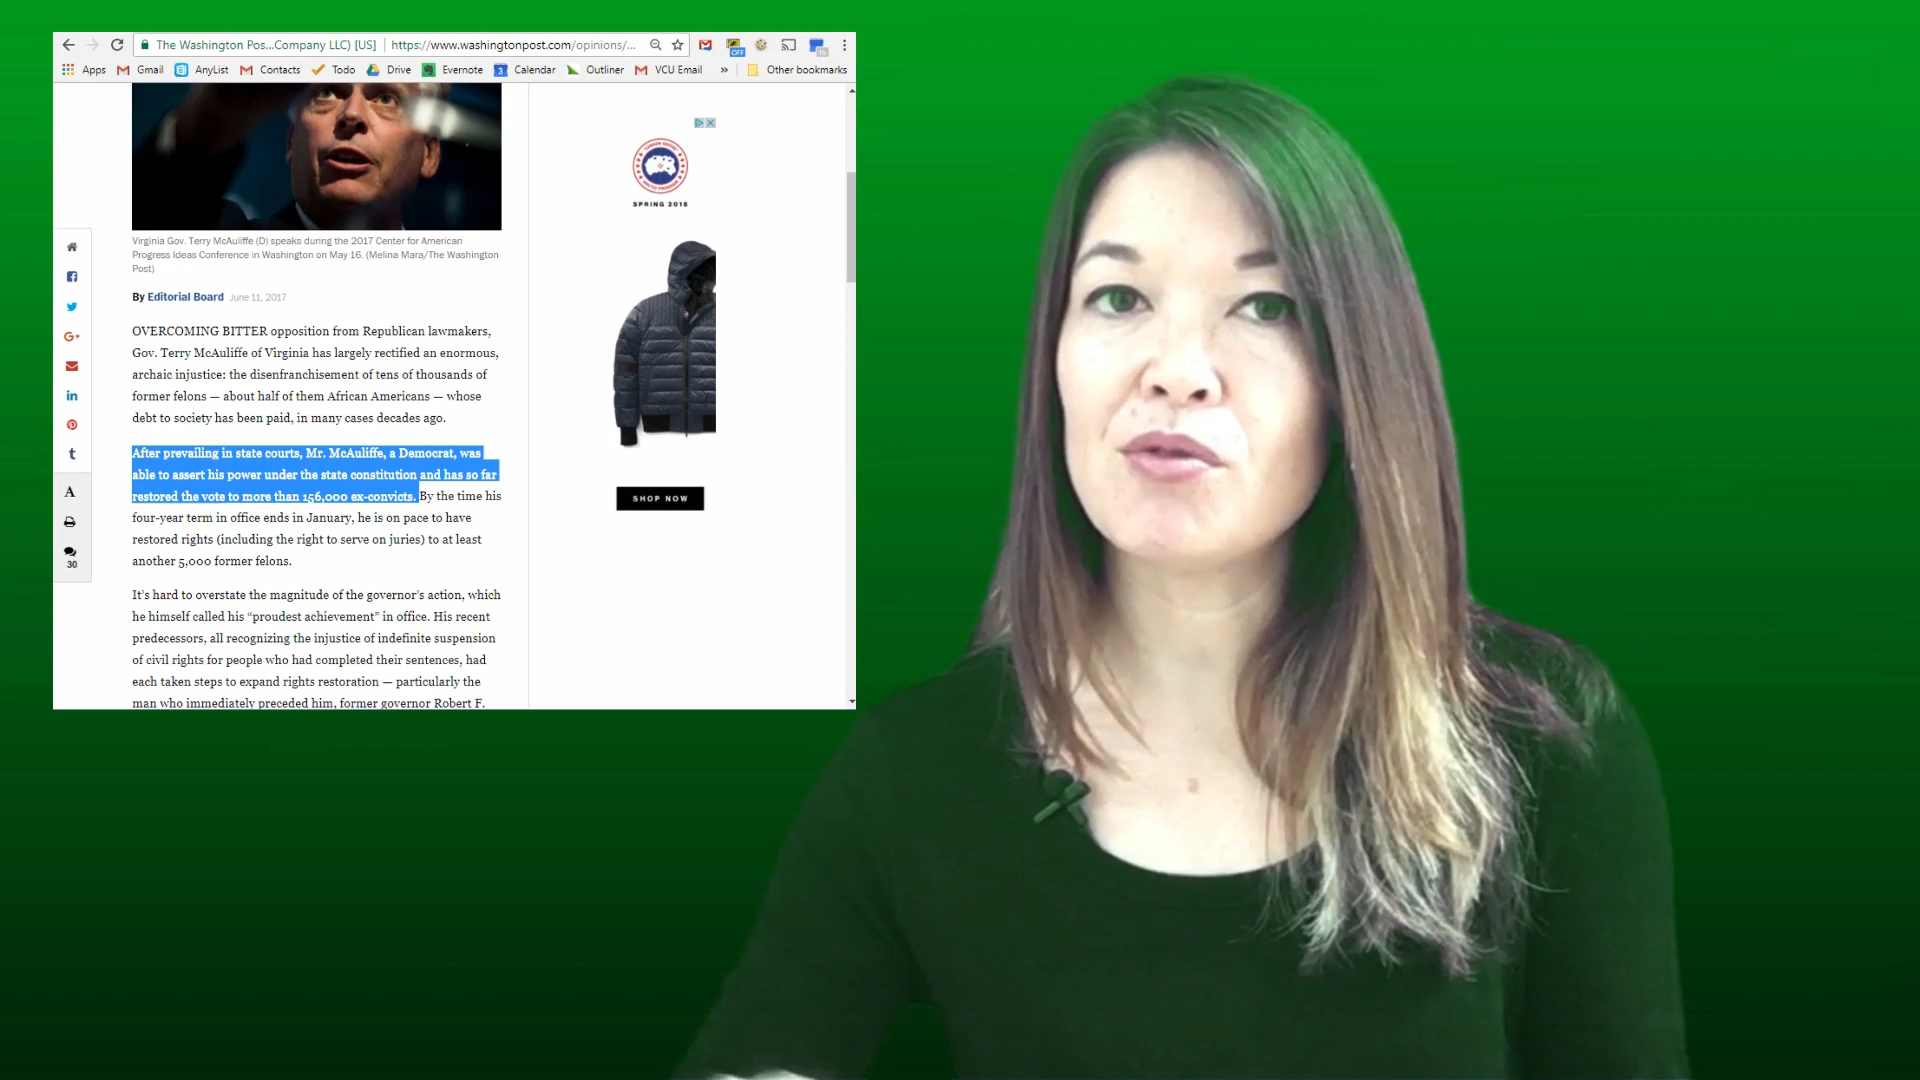 The Washington Pos...Company LLC) [US]
https://www.washingtonpost.com/opinions/...
OFF
Apps
Gmail
AnyList
Contacts
Todo
Drive
Evernote
3
Calendar
Outliner
VCU Email
»
Other bookmarks
SPRING 2018
SHOP NOW
Virginia Gov. Terry McAuliffe (D) speaks during the 2017 Center for American
Progress Ideas Conference in Washington on May 16. (Melina Mara/The Washington
Post)
By Editorial Board June 11, 2017
OVERCOMING BITTER opposition from Republican lawmakers,
Gov. Terry McAuliffe of Virginia has largely rectified an enormous,
archaic injustice: the disenfranchisement of tens of thousands of
former felons — about half of them African Americans — whose
debt to society has been paid, in many cases decades ago.
After prevailing in state courts, Mr. McAuliffe, a Democrat, was
able to assert his power under the state constitution and has so far
restored the vote to more than 156,000 ex-convicts. By the time his
four-year term in office ends in January, he is on pace to have
restored rights (including the right to serve on juries) to at least
another 5,000 former felons.
It's hard to overstate the magnitude of the governor's action, which
he himself called his “proudest achievement” in office. His recent
predecessors, all recognizing the injustice of indefinite suspension
of civil rights for people who had completed their sentences, had
each taken steps to expand rights restoration — particularly the
man who immediately preceded him, former governor Robert F.
G+
in
t
A
30